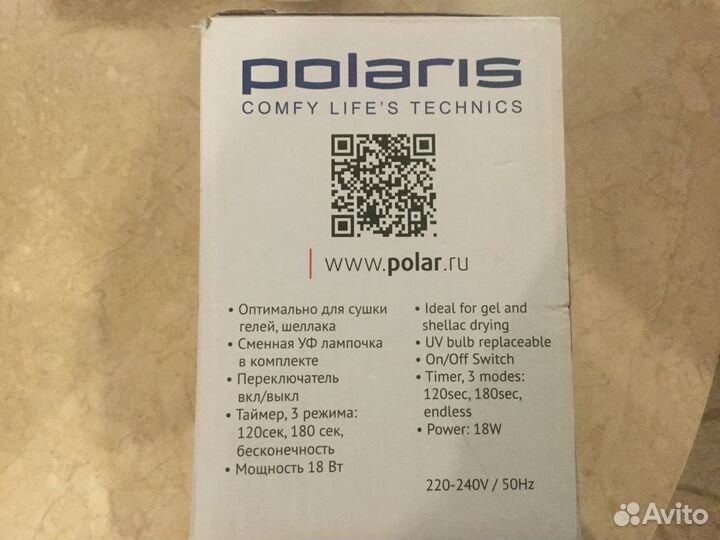 polaris
COMFY LIFE'S TECHNICS
www.polar.ru
• Оптимально для сушки
гелей, шеллака
• Сменная УФ лампочка
в комплекте
• Переключатель
вкл/выкл
• Таймер, 3 режима:
120сек, 180 сек,
бесконечность
• Мощность 18 Вт
• Ideal for gel and
shellac drying
• UV bulb replaceable
• On/Off Switch
• Timer, 3 modes:
120sec, 180sec,
endless
• Power: 18W
220-240V / 50Hz
Avito